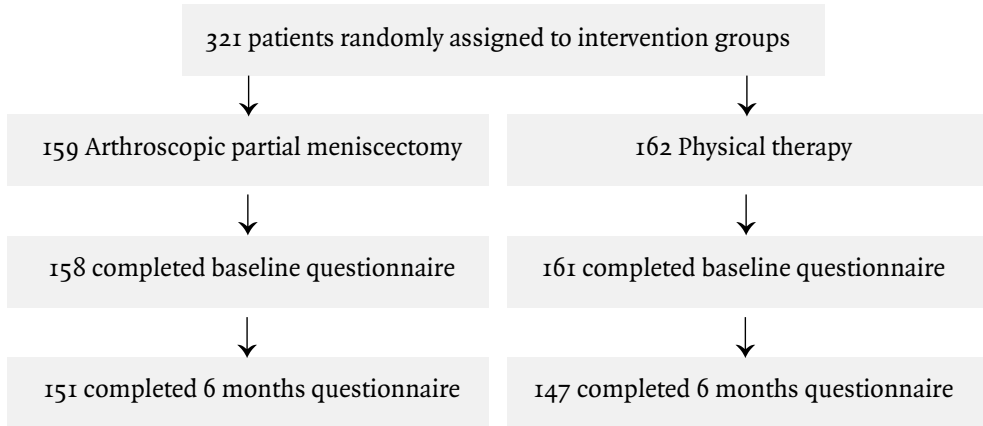 321 patients randomly assigned to intervention groups
159 Arthroscopic partial meniscectomy
162 Physical therapy
158 completed baseline questionnaire
161 completed baseline questionnaire
151 completed 6 months questionnaire
147 completed 6 months questionnaire